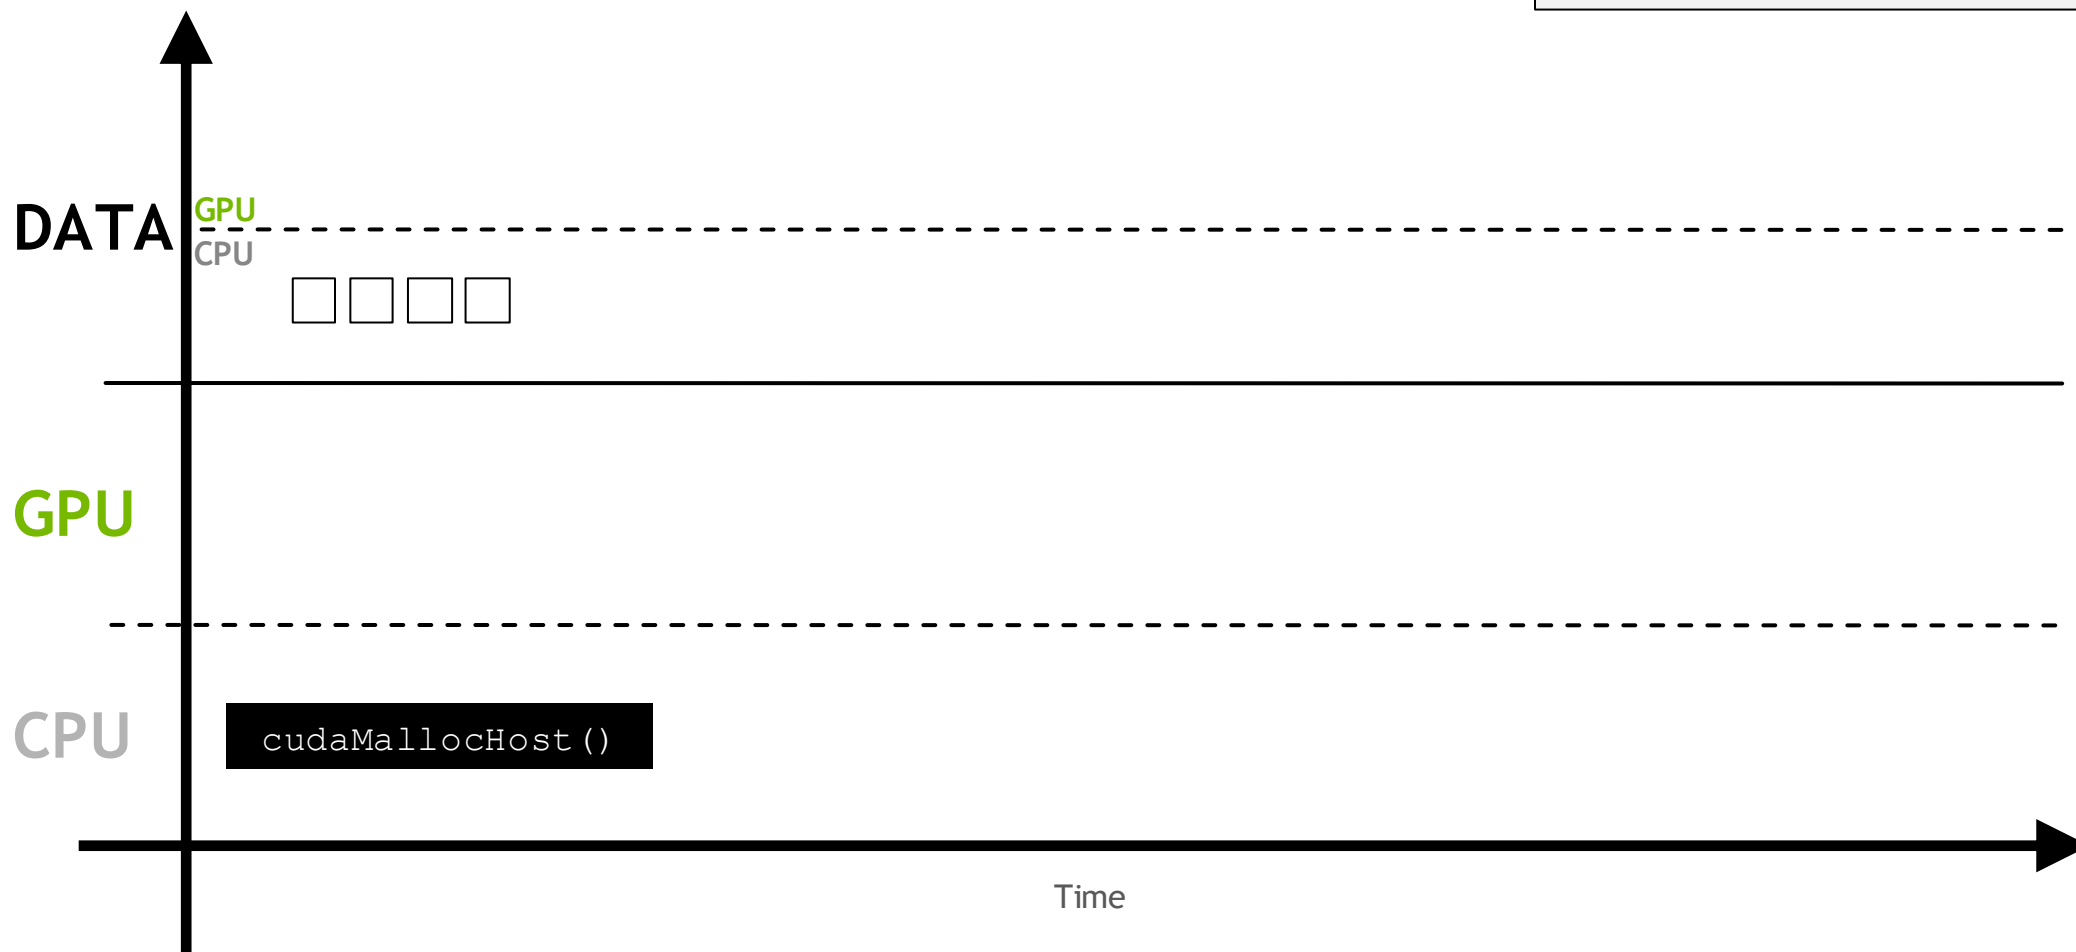 GPU
DATA
CPU
GPU
CPU
cudaMallocHost()
Time